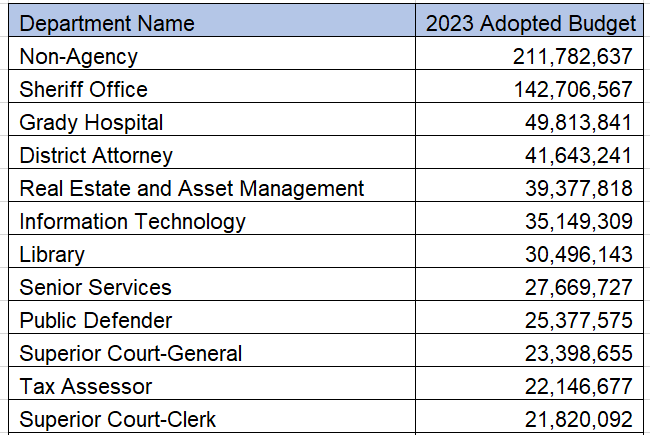 Department Name 2023 Adopted Budget
Non-Agency 211,782,637
Sheriff Office 142,706,567
Grady Hospital 49,813,841
District Attorney 41,643,241
Real Estate and Asset Management 39,377,818
Information Technology 35,149,309
Library 30,496,143
Senior Services 27,669,727
Public Defender 25,377,575
Superior Court-General 23,398,655
Tax Assessor 22,146,677
Superior Court-Clerk 21,820,092